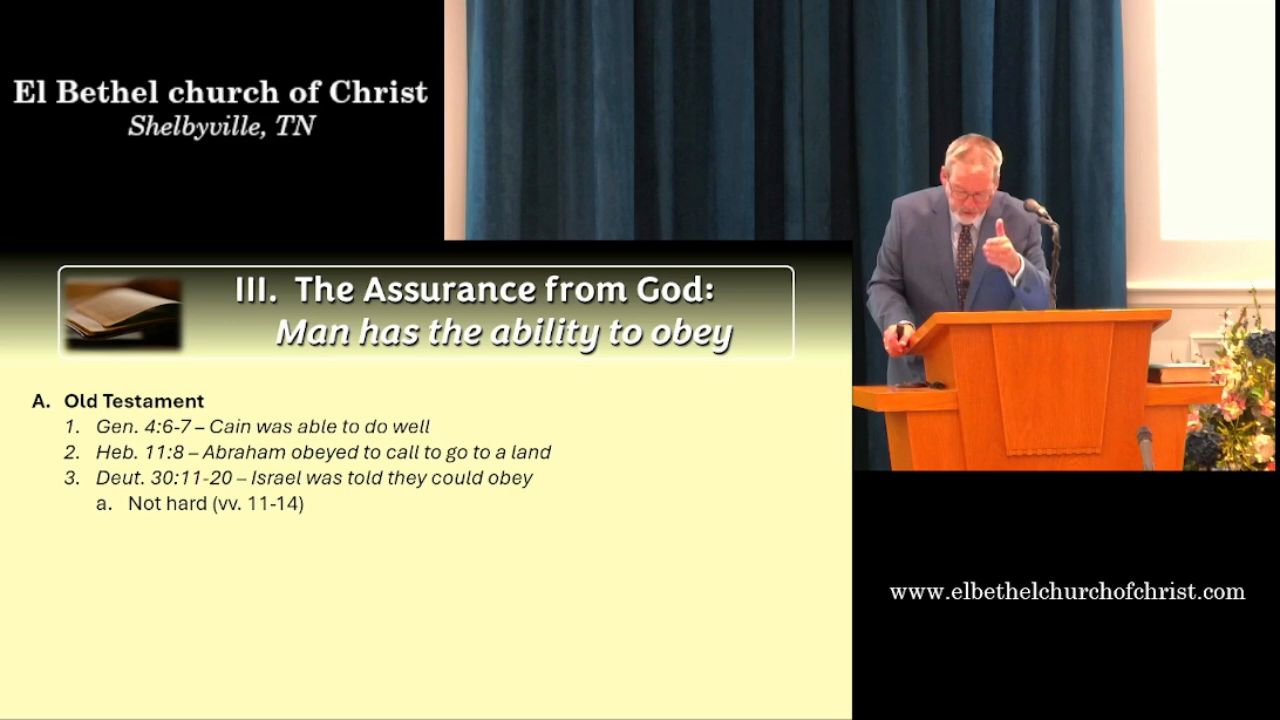 El Bethel church of Christ
Shelbyville, TN
III. The Assurance from God:
Man has the ability to obey
A. Old Testament
1. Gen. 4:6-7 – Cain was able to do well
2. Heb. 11:8 – Abraham obeyed to call to go to a land
3. Deut. 30:11-20 – Israel was told they could obey
a. Not hard (vv. 11-14)
www.elbethelchurchofchrist.com